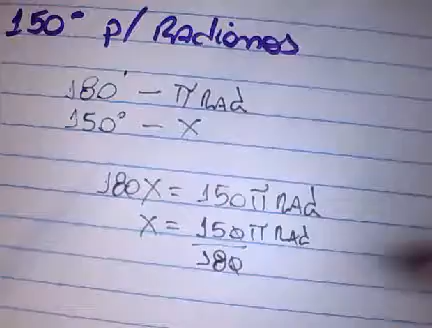 150° p/ Radianos
180° - π RAd
150° - X
180X = 150π RAd
X = 150π RAd
180